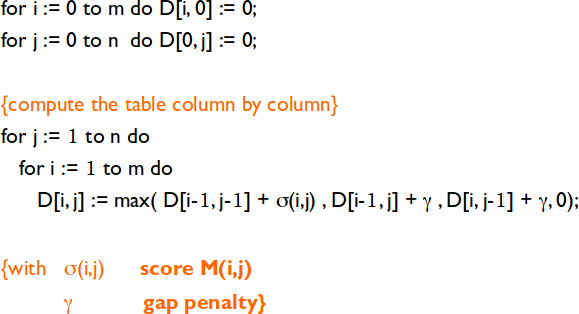 for i := 0 to m do D[i, 0] := 0;
for j := 0 to n do D[0, j] := 0;
{compute the table column by column}
for j := 1 to n do
for i := 1 to m do
D[i, j] := max( D[i-1, j-1] + σ(i,j) , D[i-1, j] + γ , D[i, j-1] + γ, 0);
{with σ(i,j) score M(i,j)
γ gap penalty}